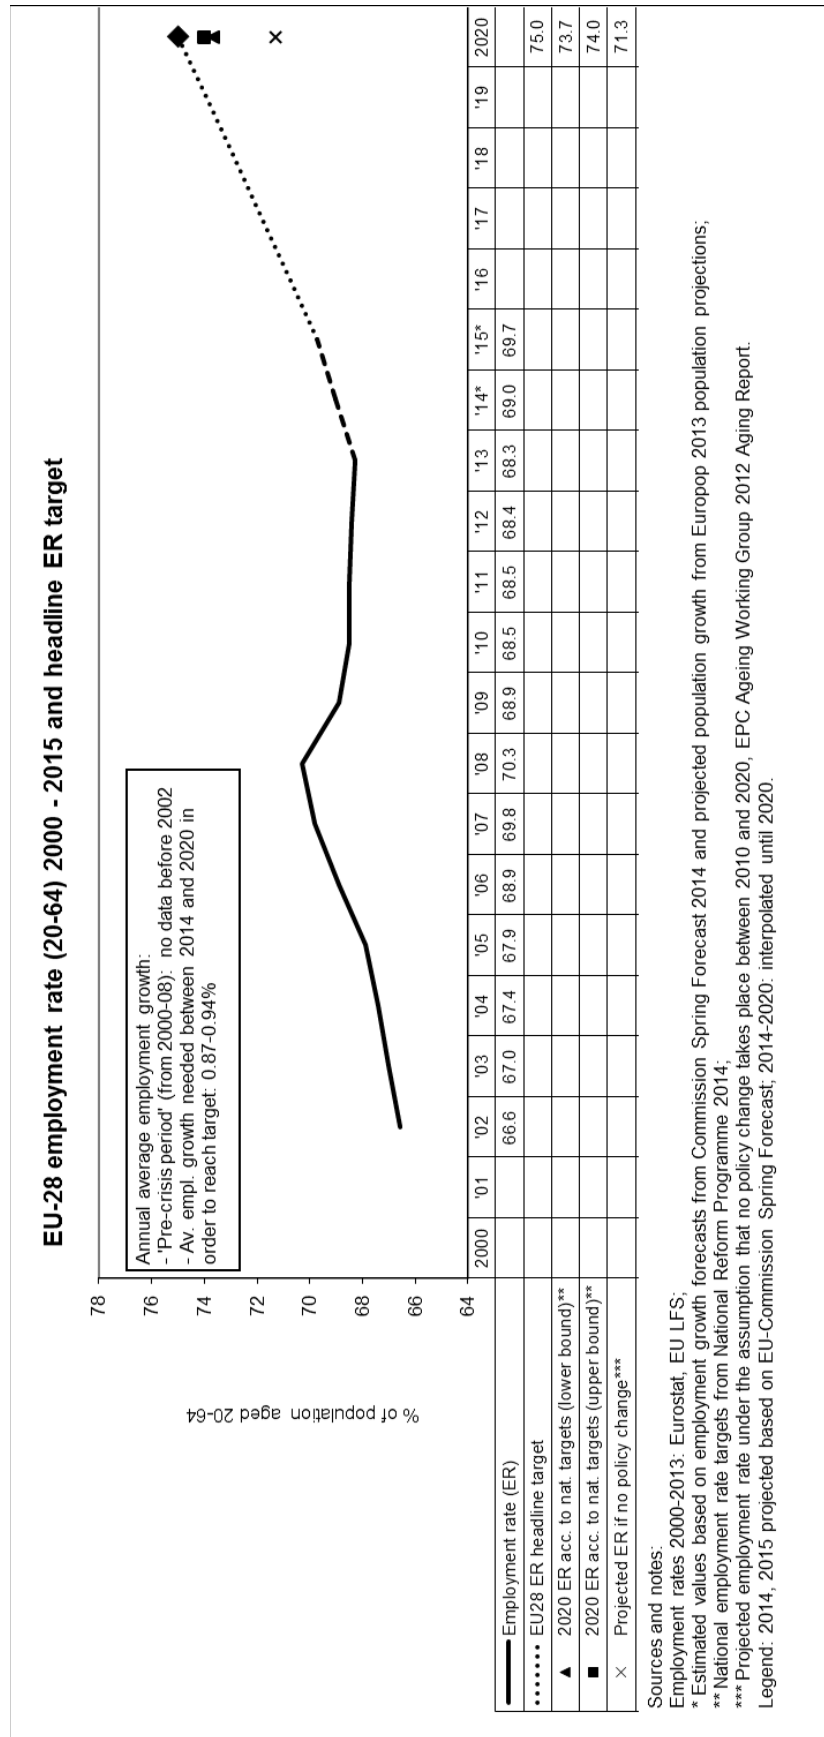 EU-28 employment rate (20-64) 2000 - 2015 and headline ER target
78
76
74
72
70
68
66
64
% of population aged 20-64
Annual average employment growth:
- 'Pre-crisis period' (from 2000-08): no data before 2002
- Av. empl. growth needed between 2014 and 2020 in
order to reach target: 0.87-0.94%
2000 '01 '02 '03 '04 '05 '06 '07 '08 '09 '10 '11 '12 '13 '14* '15* '16 '17 '18 '19 2020
Employment rate (ER) 66.6 67.0 67.4 67.9 68.9 69.8 70.3 68.9 68.5 68.5 68.4 68.3 69.0 69.7
EU28 ER headline target 75.0
2020 ER acc. to nat. targets (lower bound)** 73.7
2020 ER acc. to nat. targets (upper bound)** 74.0
Projected ER if no policy change*** 71.3
Sources and notes:
Employment rates 2000-2013: Eurostat, EU LFS;
* Estimated values based on employment growth forecasts from Commission Spring Forecast 2014 and projected population growth from Europop 2013 population projections;
** National employment rate targets from National Reform Programme 2014;
*** Projected employment rate under the assumption that no policy change takes place between 2010 and 2020, EPC Ageing Working Group 2012 Aging Report.
Legend: 2014, 2015 projected based on EU-Commission Spring Forecast; 2014-2020: interpolated until 2020.